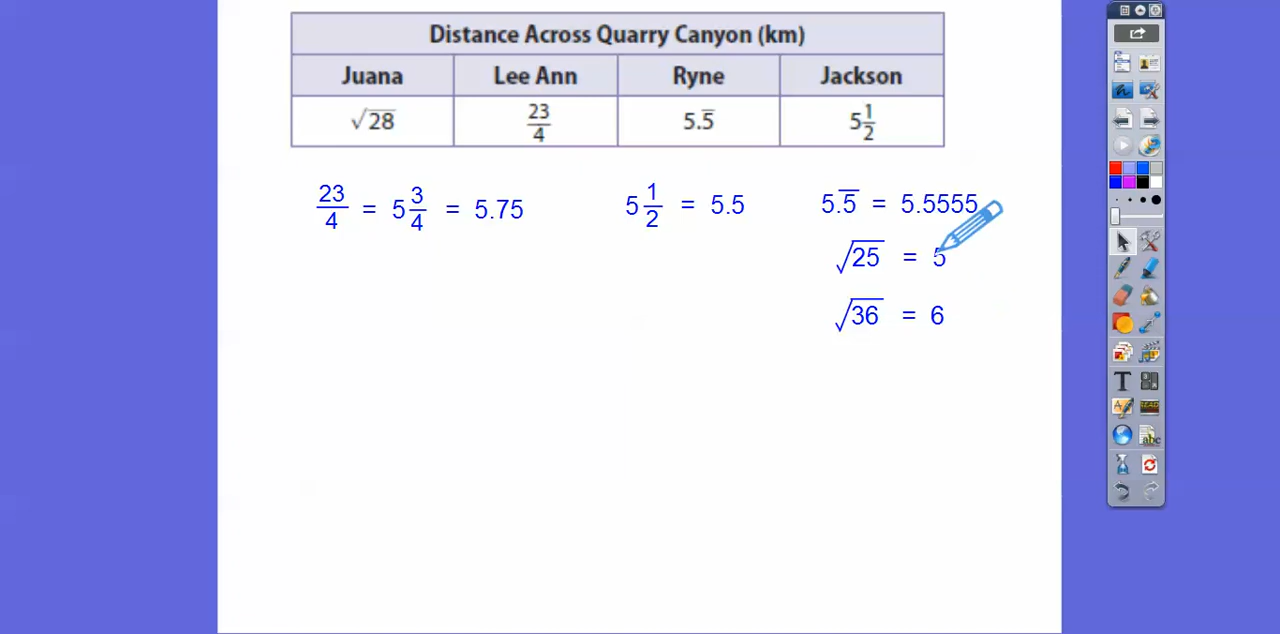 Distance Across Quarry Canyon (km)
Juana Lee Ann Ryne Jackson
√28 23/4 5.5̅ 5 1/2
23/4 = 5 3/4 = 5.75 5 1/2 = 5.5 5.5̅ = 5.5555
√25 = 5
√36 = 6